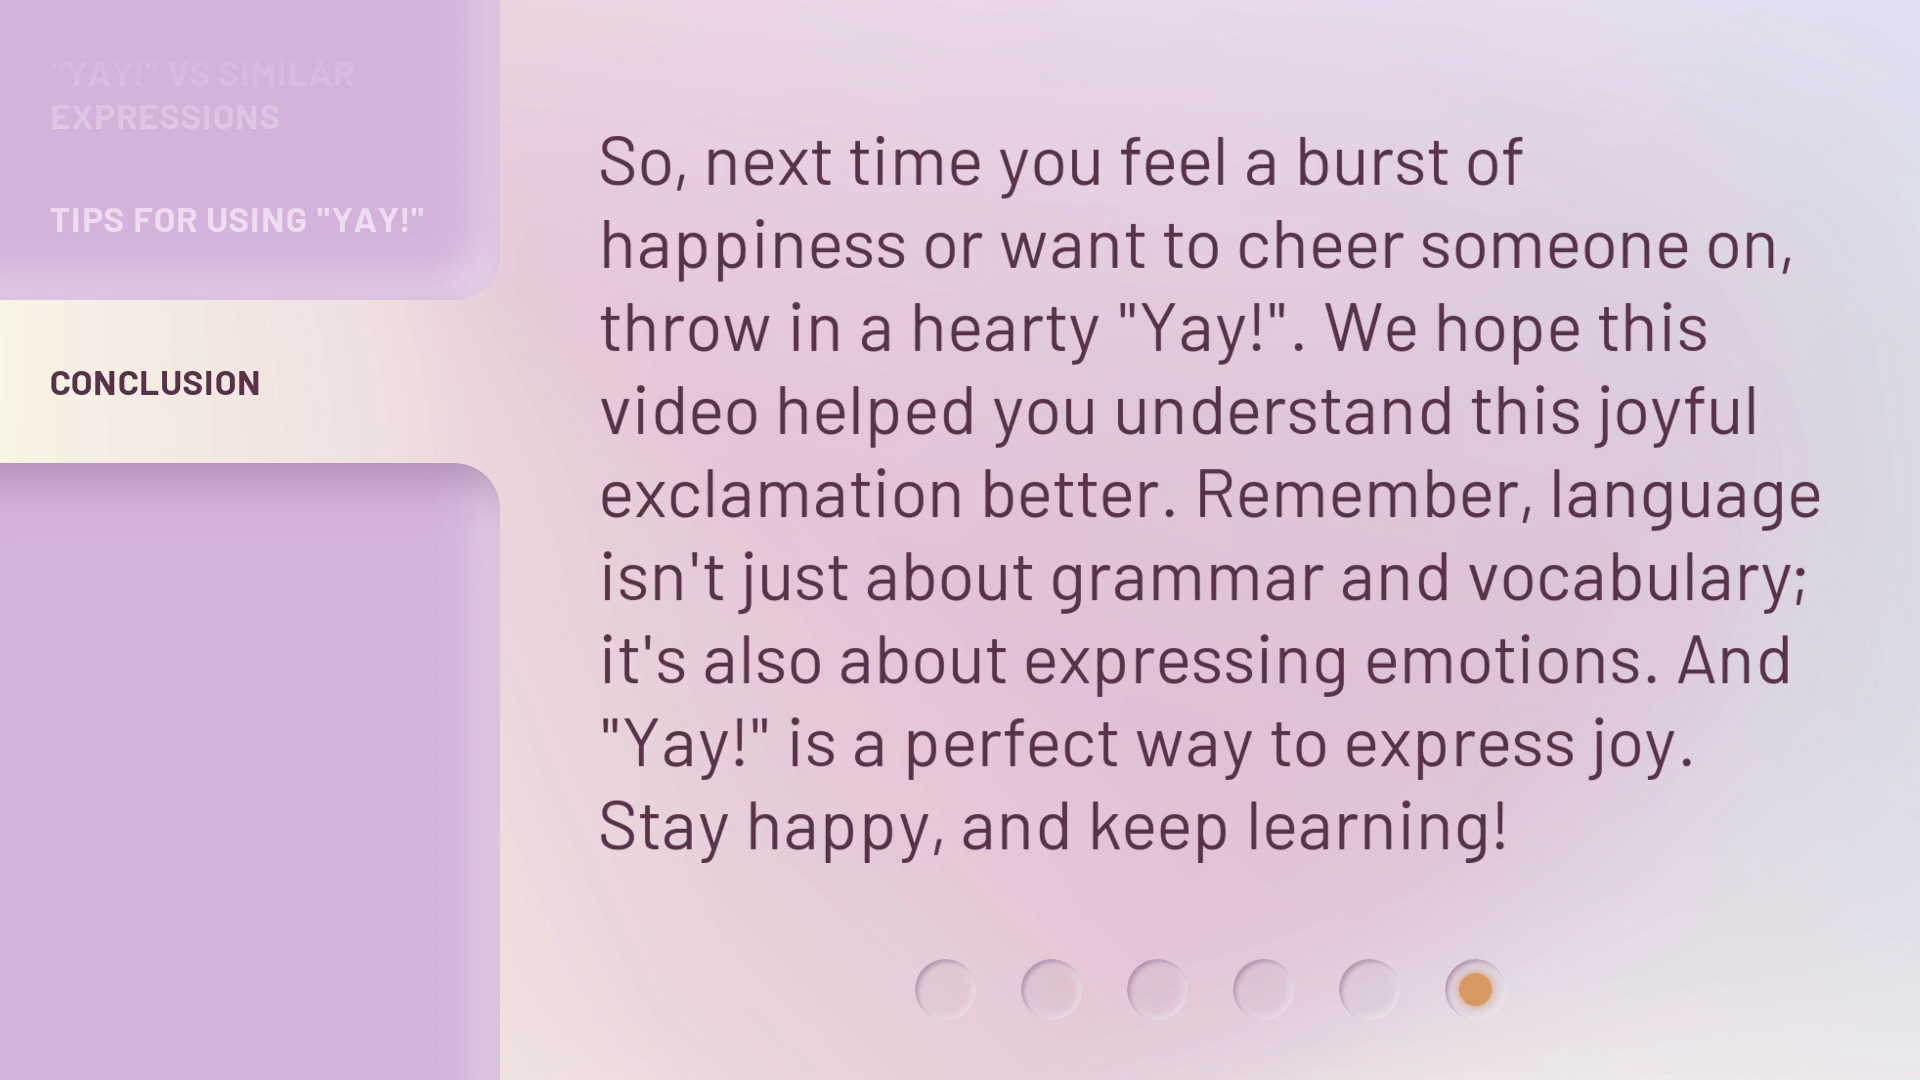 "YAY!" VS SIMILAR
EXPRESSIONS
TIPS FOR USING "YAY!"
CONCLUSION
So, next time you feel a burst of
happiness or want to cheer someone on,
throw in a hearty "Yay!". We hope this
video helped you understand this joyful
exclamation better. Remember, language
isn't just about grammar and vocabulary;
it's also about expressing emotions. And
"Yay!" is a perfect way to express joy.
Stay happy, and keep learning!